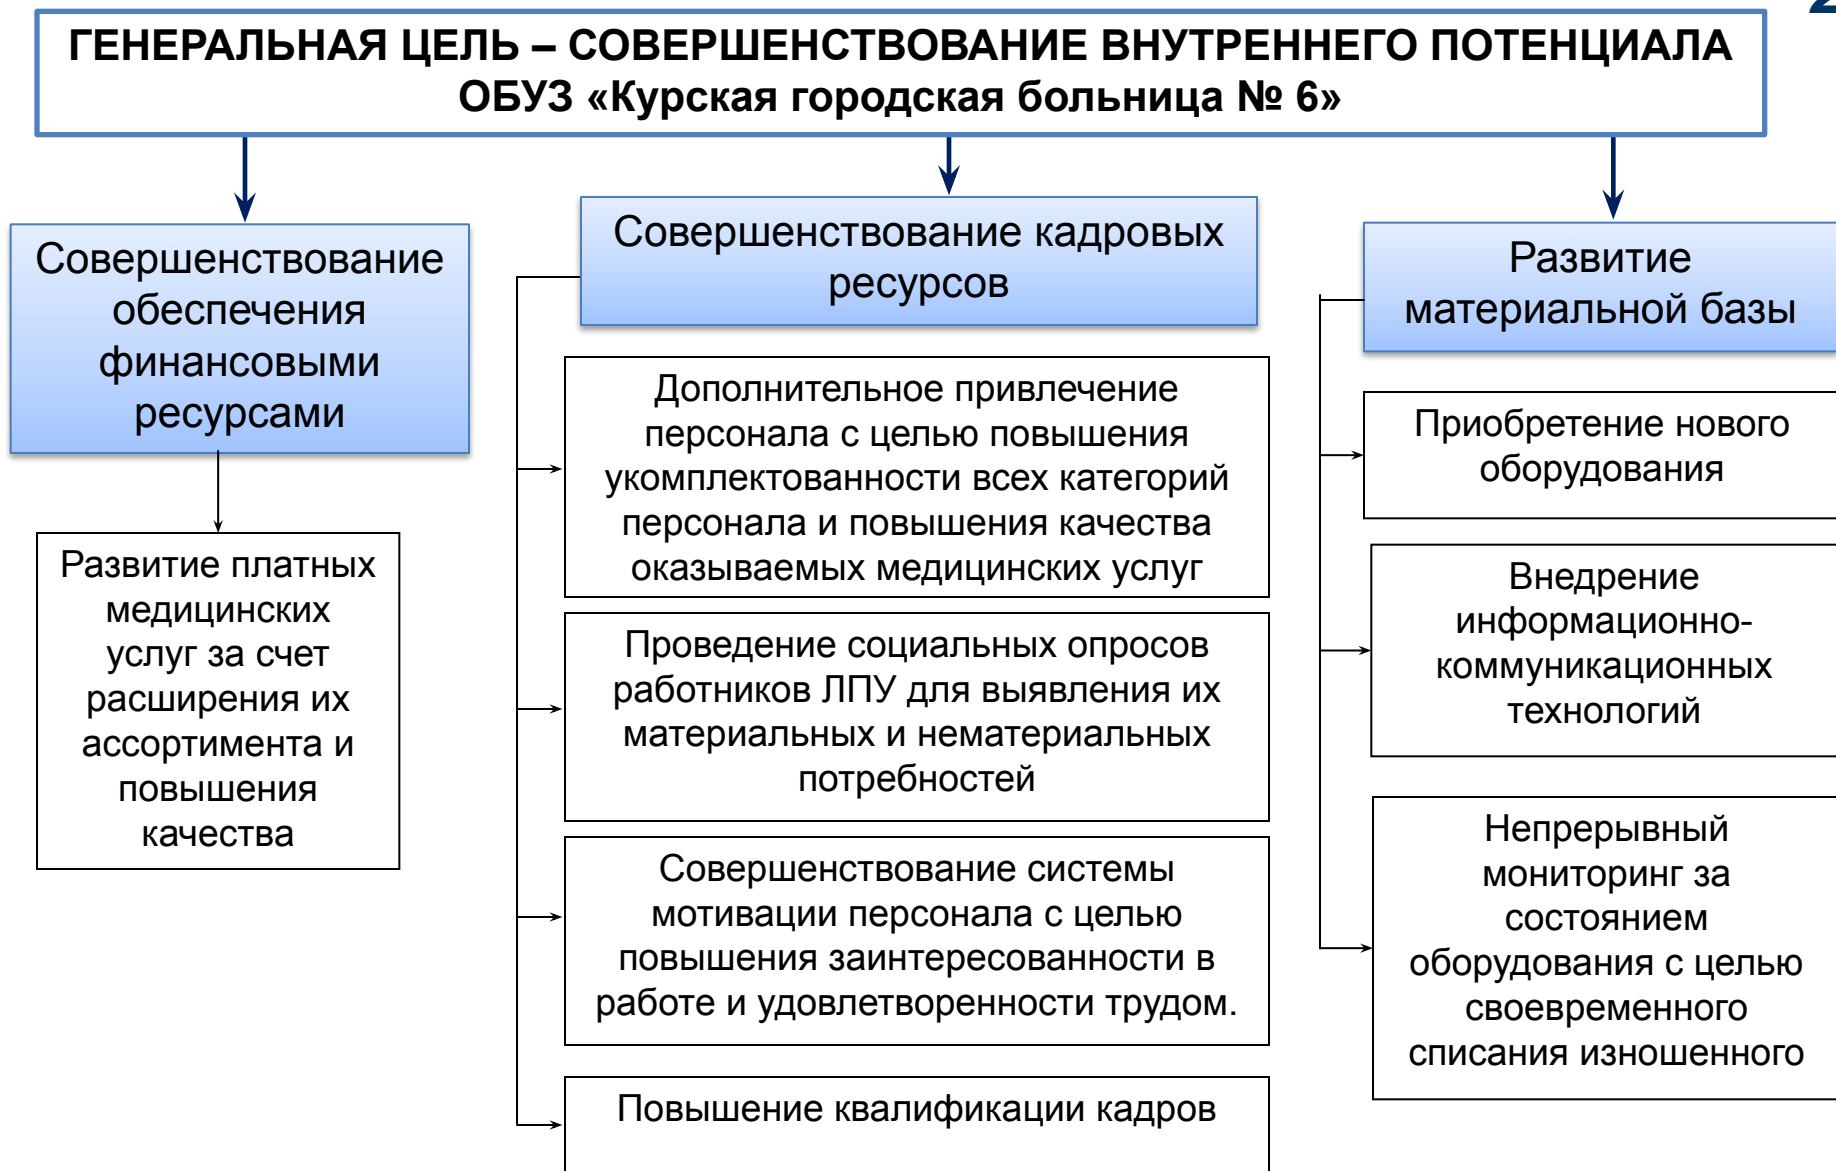 ГЕНЕРАЛЬНАЯ ЦЕЛЬ – СОВЕРШЕНСТВОВАНИЕ ВНУТРЕННЕГО ПОТЕНЦИАЛА
ОБУЗ «Курская городская больница № 6»
Совершенствование
обеспечения
финансовыми
ресурсами
Развитие платных
медицинских
услуг за счет
расширения их
ассортимента и
повышения
качества
Совершенствование кадровых
ресурсов
Дополнительное привлечение
персонала с целью повышения
укомплектованности всех категорий
персонала и повышения качества
оказываемых медицинских услуг
Проведение социальных опросов
работников ЛПУ для выявления их
материальных и нематериальных
потребностей
Совершенствование системы
мотивации персонала с целью
повышения заинтересованности в
работе и удовлетворенности трудом.
Повышение квалификации кадров
Развитие
материальной базы
Приобретение нового
оборудования
Внедрение
информационно-
коммуникационных
технологий
Непрерывный
мониторинг за
состоянием
оборудования с целью
своевременного
списания изношенного